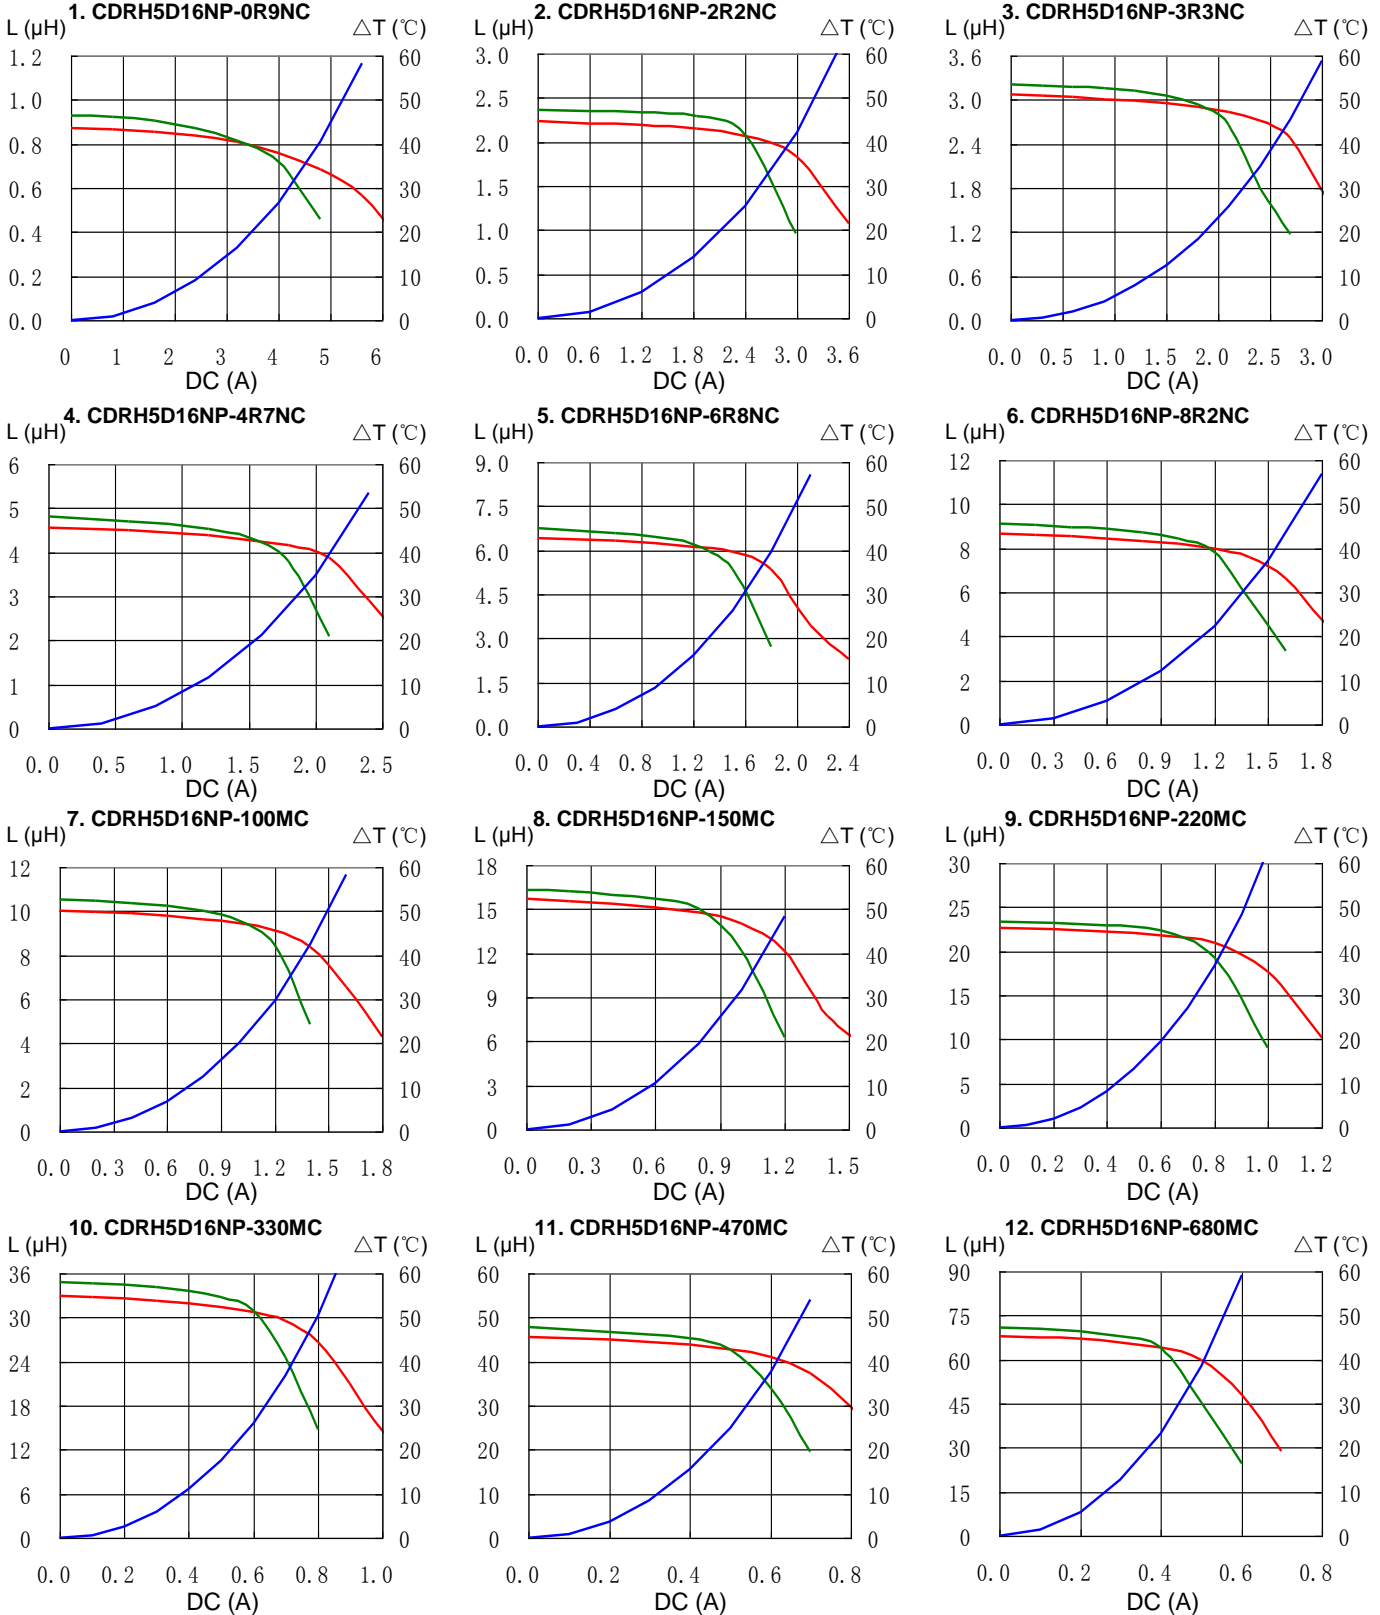 1. CDRH5D16NP-0R9NC 2. CDRH5D16NP-2R2NC 3. CDRH5D16NP-3R3NC
L (µH) △T (℃) L (µH) △T (℃) L (µH) △T (℃)
1.2 60 3.0 60 3.6 60
1.0 50 2.5 50 3.0 50
0.8 40 2.0 40 2.4 40
0.6 30 1.5 30 1.8 30
0.4 20 1.0 20 1.2 20
0.2 10 0.5 10 0.6 10
0.0 0 0.0 0 0.0 0
0 1 2 3 4 5 6 0.0 0.6 1.2 1.8 2.4 3.0 3.6 0.0 0.5 1.0 1.5 2.0 2.5 3.0
DC (A) DC (A) DC (A)
4. CDRH5D16NP-4R7NC 5. CDRH5D16NP-6R8NC 6. CDRH5D16NP-8R2NC
L (µH) △T (℃) L (µH) △T (℃) L (µH) △T (℃)
6 60 9.0 60 12 60
5 50 7.5 50 10 50
4 40 6.0 40 8 40
3 30 4.5 30 6 30
2 20 3.0 20 4 20
1 10 1.5 10 2 10
0 0 0.0 0 0 0
0.0 0.5 1.0 1.5 2.0 2.5 0.0 0.4 0.8 1.2 1.6 2.0 2.4 0.0 0.3 0.6 0.9 1.2 1.5 1.8
DC (A) DC (A) DC (A)
7. CDRH5D16NP-100MC 8. CDRH5D16NP-150MC 9. CDRH5D16NP-220MC
L (µH) △T (℃) L (µH) △T (℃) L (µH) △T (℃)
12 60 18 60 30 60
10 50 15 50 25 50
8 40 12 40 20 40
6 30 9 30 15 30
4 20 6 20 10 20
2 10 3 10 5 10
0 0 0 0 0 0
0.0 0.3 0.6 0.9 1.2 1.5 1.8 0.0 0.3 0.6 0.9 1.2 1.5 0.0 0.2 0.4 0.6 0.8 1.0 1.2
DC (A) DC (A) DC (A)
10. CDRH5D16NP-330MC 11. CDRH5D16NP-470MC 12. CDRH5D16NP-680MC
L (µH) △T (℃) L (µH) △T (℃) L (µH) △T (℃)
36 60 60 60 90 60
30 50 50 50 75 50
24 40 40 40 60 40
18 30 30 30 45 30
12 20 20 20 30 20
6 10 10 10 15 10
0 0 0 0 0 0
0.0 0.2 0.4 0.6 0.8 1.0 0.0 0.2 0.4 0.6 0.8 0.0 0.2 0.4 0.6 0.8
DC (A) DC (A) DC (A)